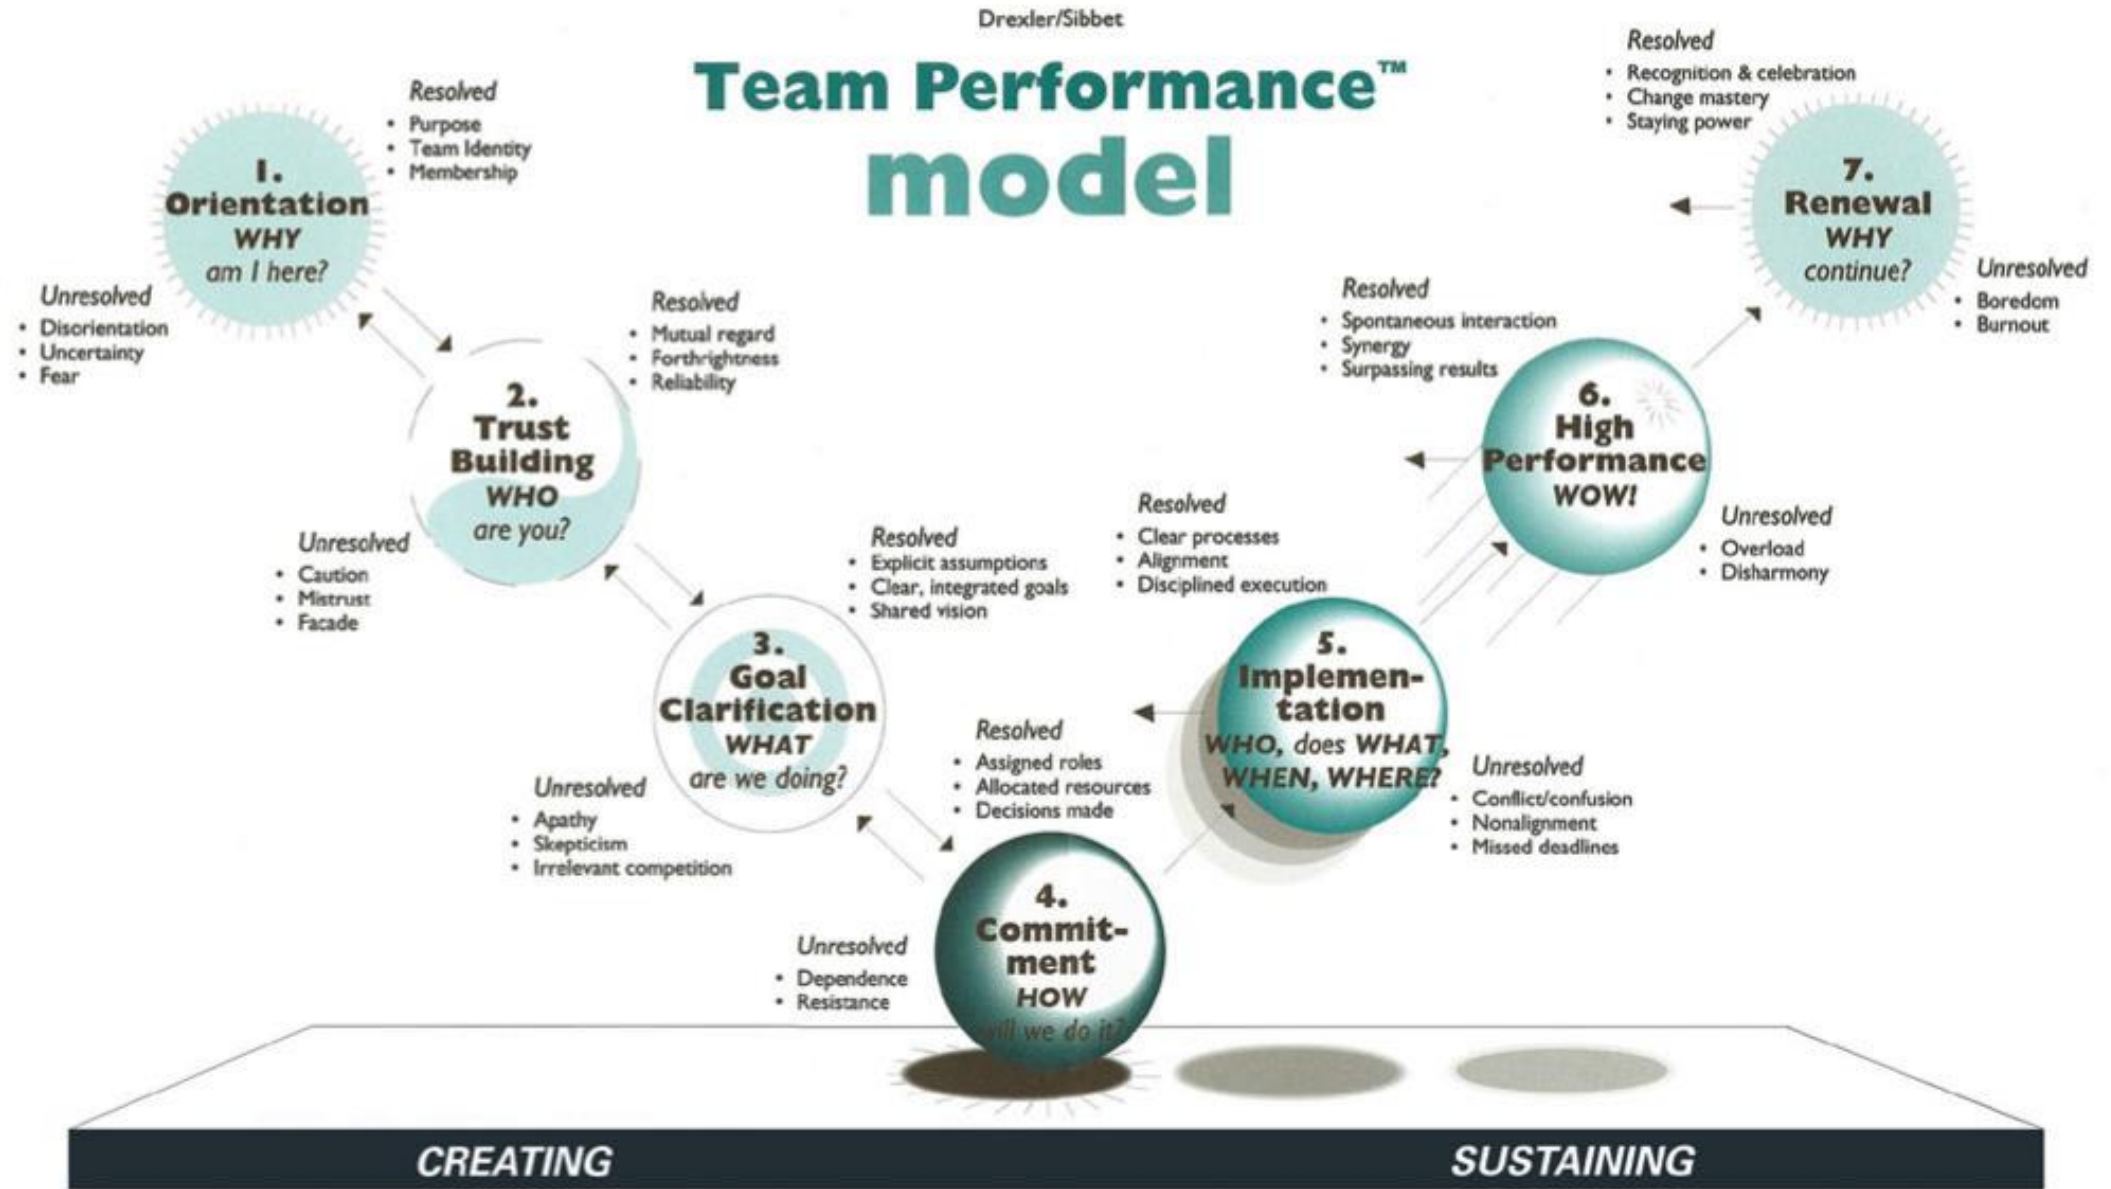 Drexler/Sibbet
Team Performance™
model
Resolved
• Purpose
• Team Identity
• Membership
1.
Orientation
WHY
am I here?
Unresolved
• Disorientation
• Uncertainty
• Fear
Resolved
• Mutual regard
• Forthrightness
• Reliability
2.
Trust
Building
WHO
are you?
Unresolved
• Caution
• Mistrust
• Facade
Resolved
• Explicit assumptions
• Clear, integrated goals
• Shared vision
3.
Goal
Clarification
WHAT
are we doing?
Unresolved
• Apathy
• Skepticism
• Irrelevant competition
Resolved
• Assigned roles
• Allocated resources
• Decisions made
4.
Commit-
ment
HOW
will we do it?
Unresolved
• Dependence
• Resistance
Resolved
• Clear processes
• Alignment
• Disciplined execution
5.
Implemen-
tation
WHO, does WHAT,
WHEN, WHERE?
Unresolved
• Conflict/confusion
• Nonalignment
• Missed deadlines
Resolved
• Spontaneous interaction
• Synergy
• Surpassing results
6.
High
Performance
WOW!
Unresolved
• Overload
• Disharmony
Resolved
• Recognition & celebration
• Change mastery
• Staying power
7.
Renewal
WHY
continue?
Unresolved
• Boredom
• Burnout
CREATING
SUSTAINING